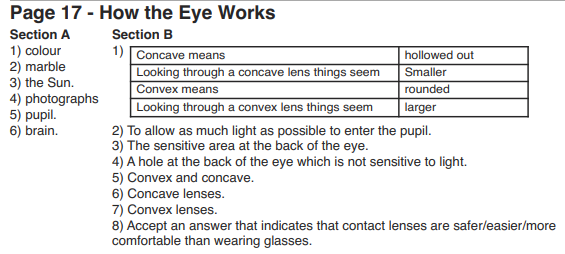 Page 17 - How the Eye Works
Section A
1) colour
2) marble
3) the Sun.
4) photographs
5) pupil.
6) brain.
Section B
1)
Concave means hollowed out
Looking through a concave lens things seem Smaller
Convex means rounded
Looking through a convex lens things seem larger
2) To allow as much light as possible to enter the pupil.
3) The sensitive area at the back of the eye.
4) A hole at the back of the eye which is not sensitive to light.
5) Convex and concave.
6) Concave lenses.
7) Convex lenses.
8) Accept an answer that indicates that contact lenses are safer/easier/more
comfortable than wearing glasses.